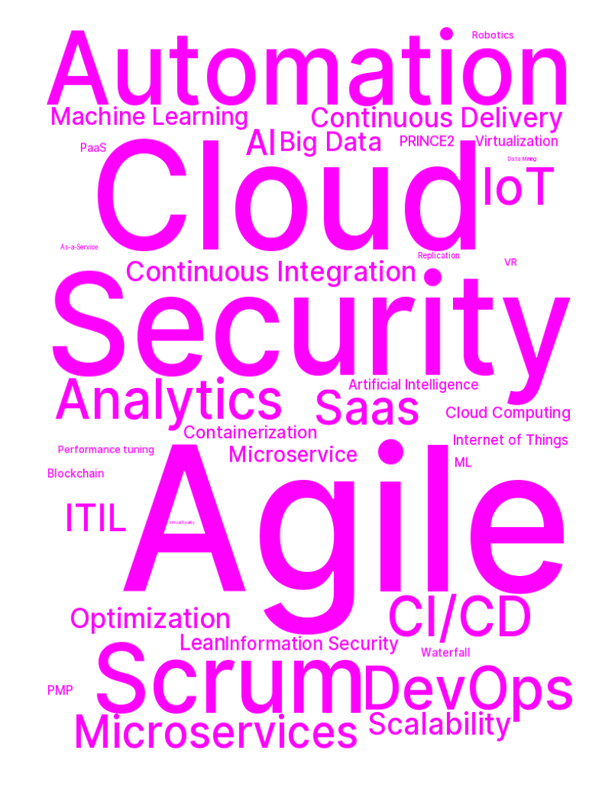 Robotics
Automation
Machine Learning
Continuous Delivery
AI
Big Data
PRINCE2
Virtualization
PaaS
Data Mining
Cloud
IoT
As-a-Service
Replication
VR
Continuous Integration
Security
Artificial Intelligence
Analytics
Saas
Cloud Computing
Containerization
Internet of Things
Performance tuning
Microservice
ML
Blockchain
Agile
ITIL
Virtual Reality
Optimization
CI/CD
Lean
Information Security
Waterfall
Scrum
DevOps
PMP
Microservices
Scalability